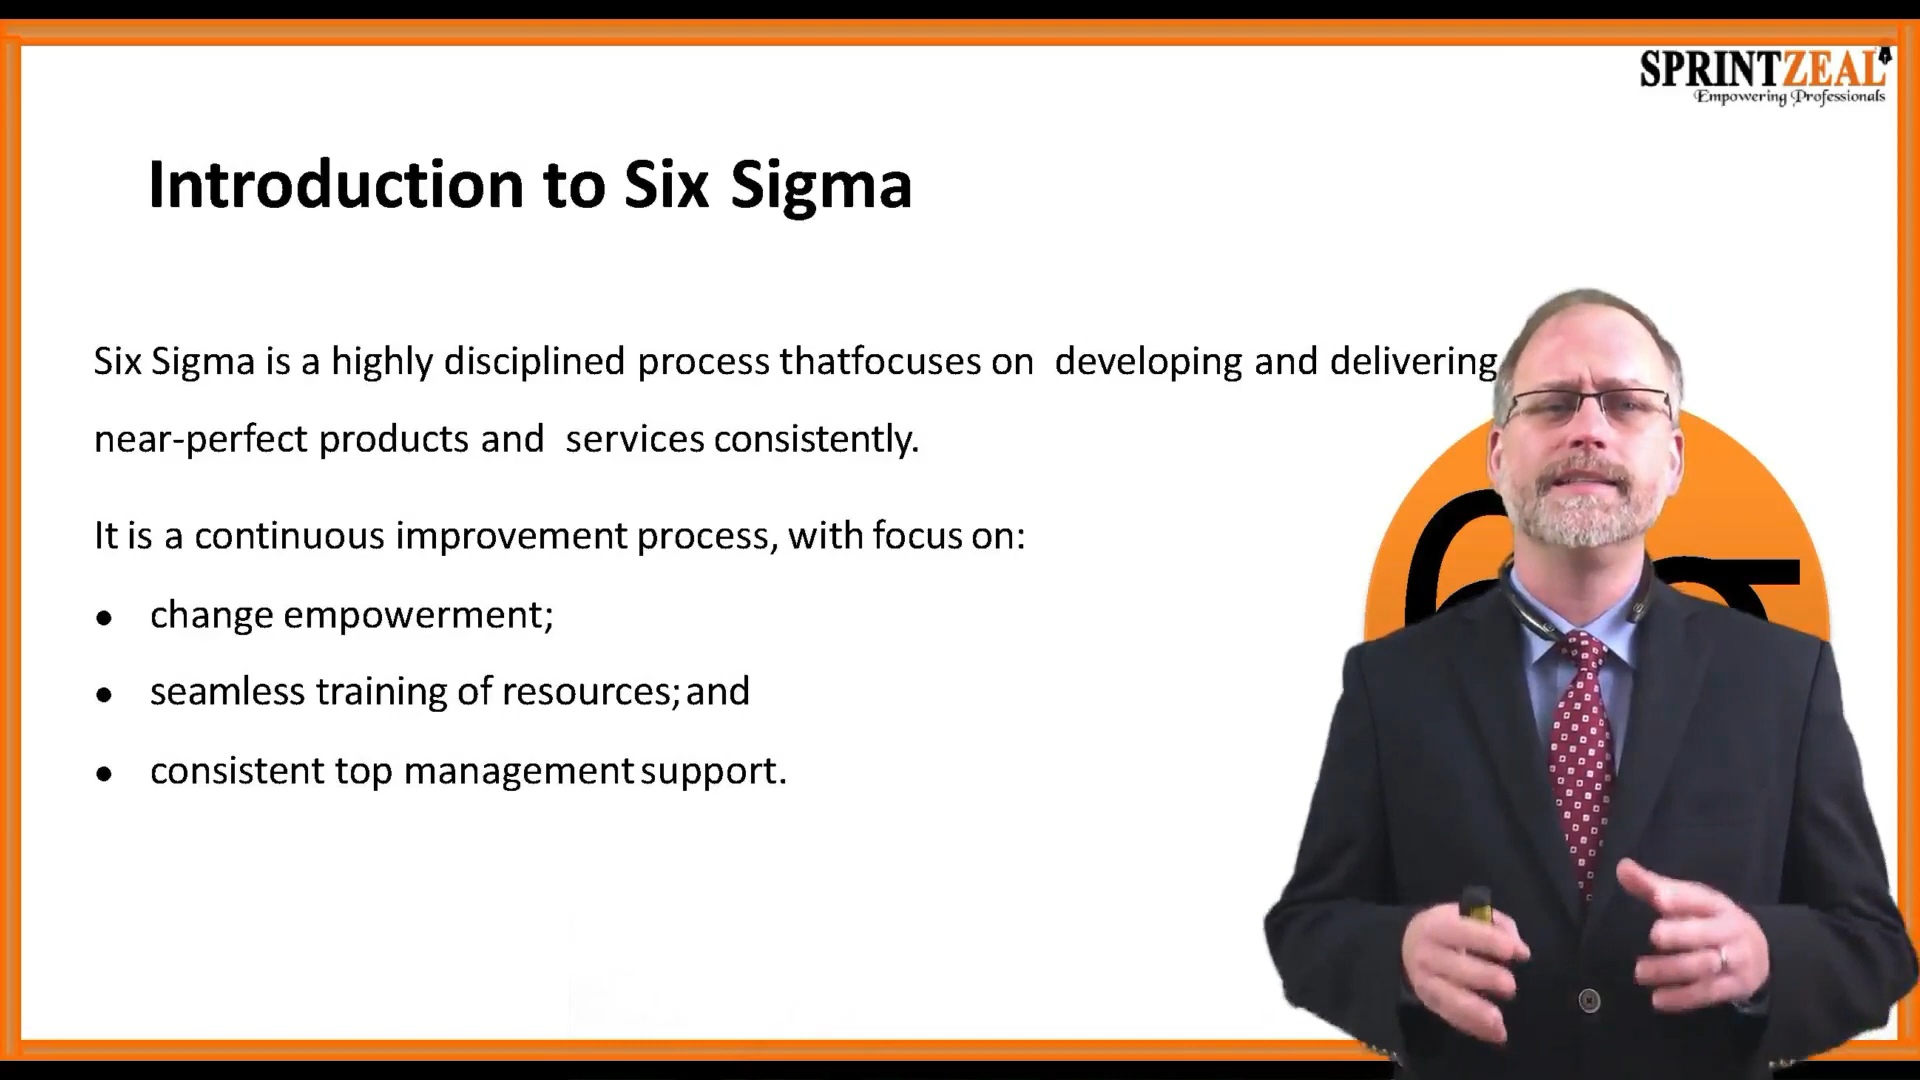 SPRINTZEAL
Empowering Professionals
Introduction to Six Sigma
Six Sigma is a highly disciplined process thatfocuses on developing and delivering
near-perfect products and services consistently.
It is a continuous improvement process, with focus on:
• change empowerment;
• seamless training of resources;and
• consistent top management support.